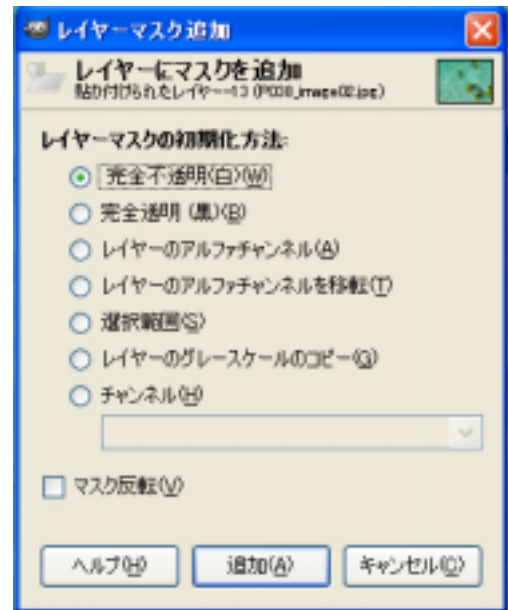 レイヤーマスク追加
レイヤーにマスクを追加
貼り付けられたレイヤー-13 (P030_image02.jpg)
レイヤーマスクの初期化方法:
完全不透明(白)(W)
完全透明 (黒)(B)
レイヤーのアルファチャンネル(A)
レイヤーのアルファチャンネルを移転(T)
選択範囲(S)
レイヤーのグレースケールのコピー(G)
チャンネル(H)
マスク反転(V)
ヘルプ(H)
追加(A)
キャンセル(C)